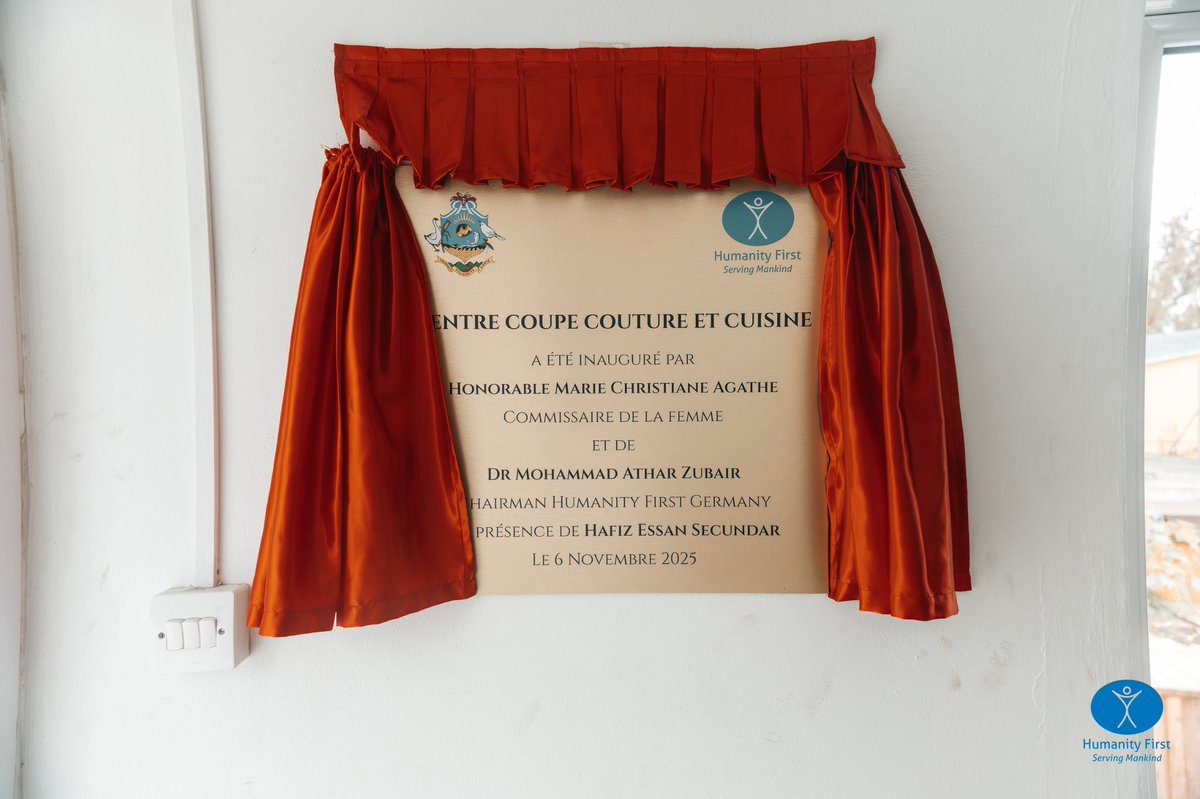 Humanity First
Serving Mankind
ENTRE COUPE COUTURE ET CUISINE
A ÉTÉ INAUGURÉ PAR
HONORABLE MARIE CHRISTIANE AGATHE
COMMISSAIRE DE LA FEMME
ET DE
DR MOHAMMAD ATHAR ZUBAIR
HAIRMAN HUMANITY FIRST GERMANY
PRÉSENCE DE HAFIZ ESSAN SECUNDAR
LE 6 NOVEMBRE 2025
Humanity First
Serving Mankind